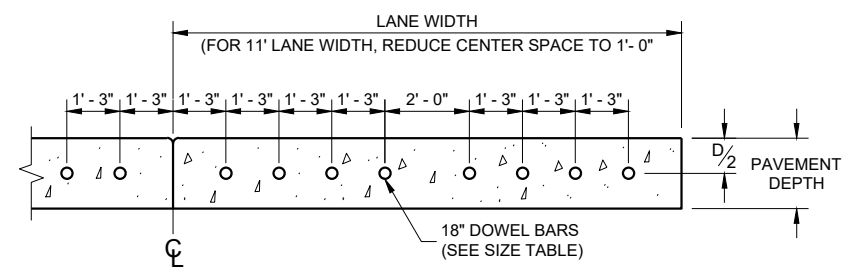 LANE WIDTH
(FOR 11' LANE WIDTH, REDUCE CENTER SPACE TO 1'- 0"
1' - 3" 1' - 3" 1' - 3" 1' - 3" 1' - 3" 1' - 3" 2' - 0" 1' - 3" 1' - 3" 1' - 3"
D/2
PAVEMENT
DEPTH
18" DOWEL BARS
(SEE SIZE TABLE)
℄